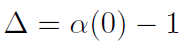 Δ = α(0) − 1